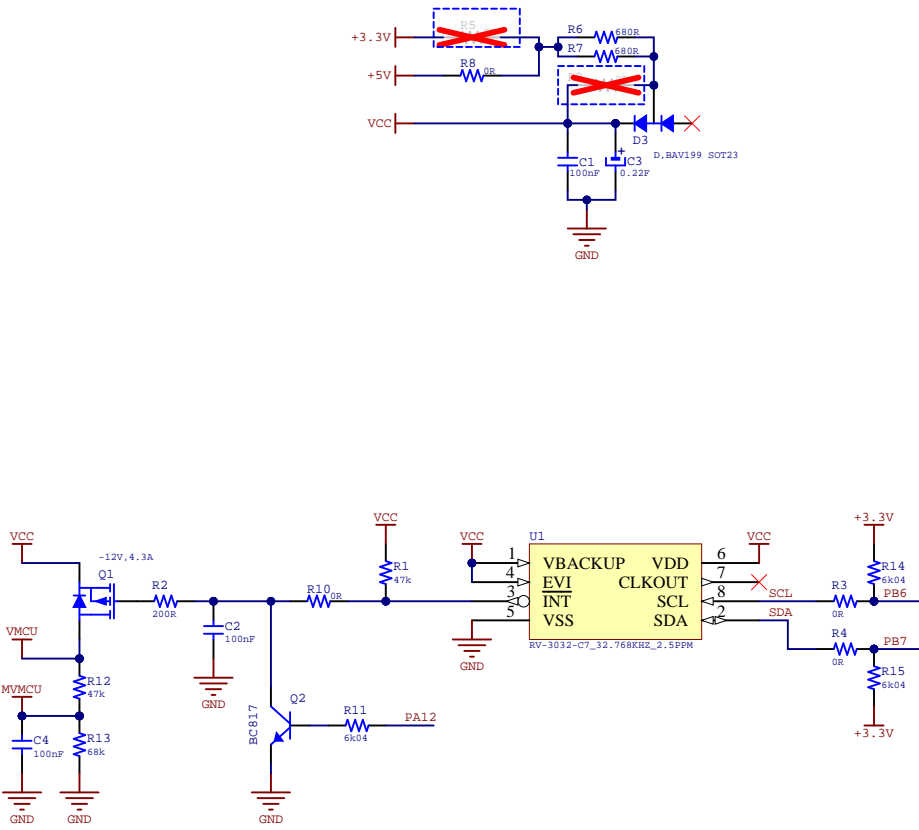 R5
+3.3V
R6
680R
R7
680R
R8
0R
+5V
VCC
D3
D,BAV199 SOT23
C1
100nF
+
C3
0.22F
GND
VCC
-12V,4.3A
Q1
R2
200R
C2
100nF
GND
R10
0R
VCC
R1
47k
VCC
U1
VCC
1
VBACKUP
VDD
6
4
EVI
CLKOUT
7
3
INT
SCL
8
5
VSS
SDA
2
RV-3032-C7_32.768KHZ_2.5PPM
GND
SCL
SDA
R3
0R
R4
0R
+3.3V
R14
6k04
PB6
PB7
R15
6k04
+3.3V
VMCU
R12
47k
MVMCU
C4
100nF
R13
68k
GND
GND
BC817
Q2
R11
6k04
PA12
GND